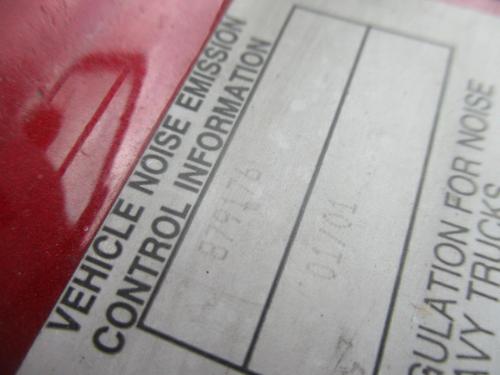 VEHICLE NOISE EMISSION
CONTROL INFORMATION
879176
01/01
GULATION FOR NOISE
AVY TRUCKS